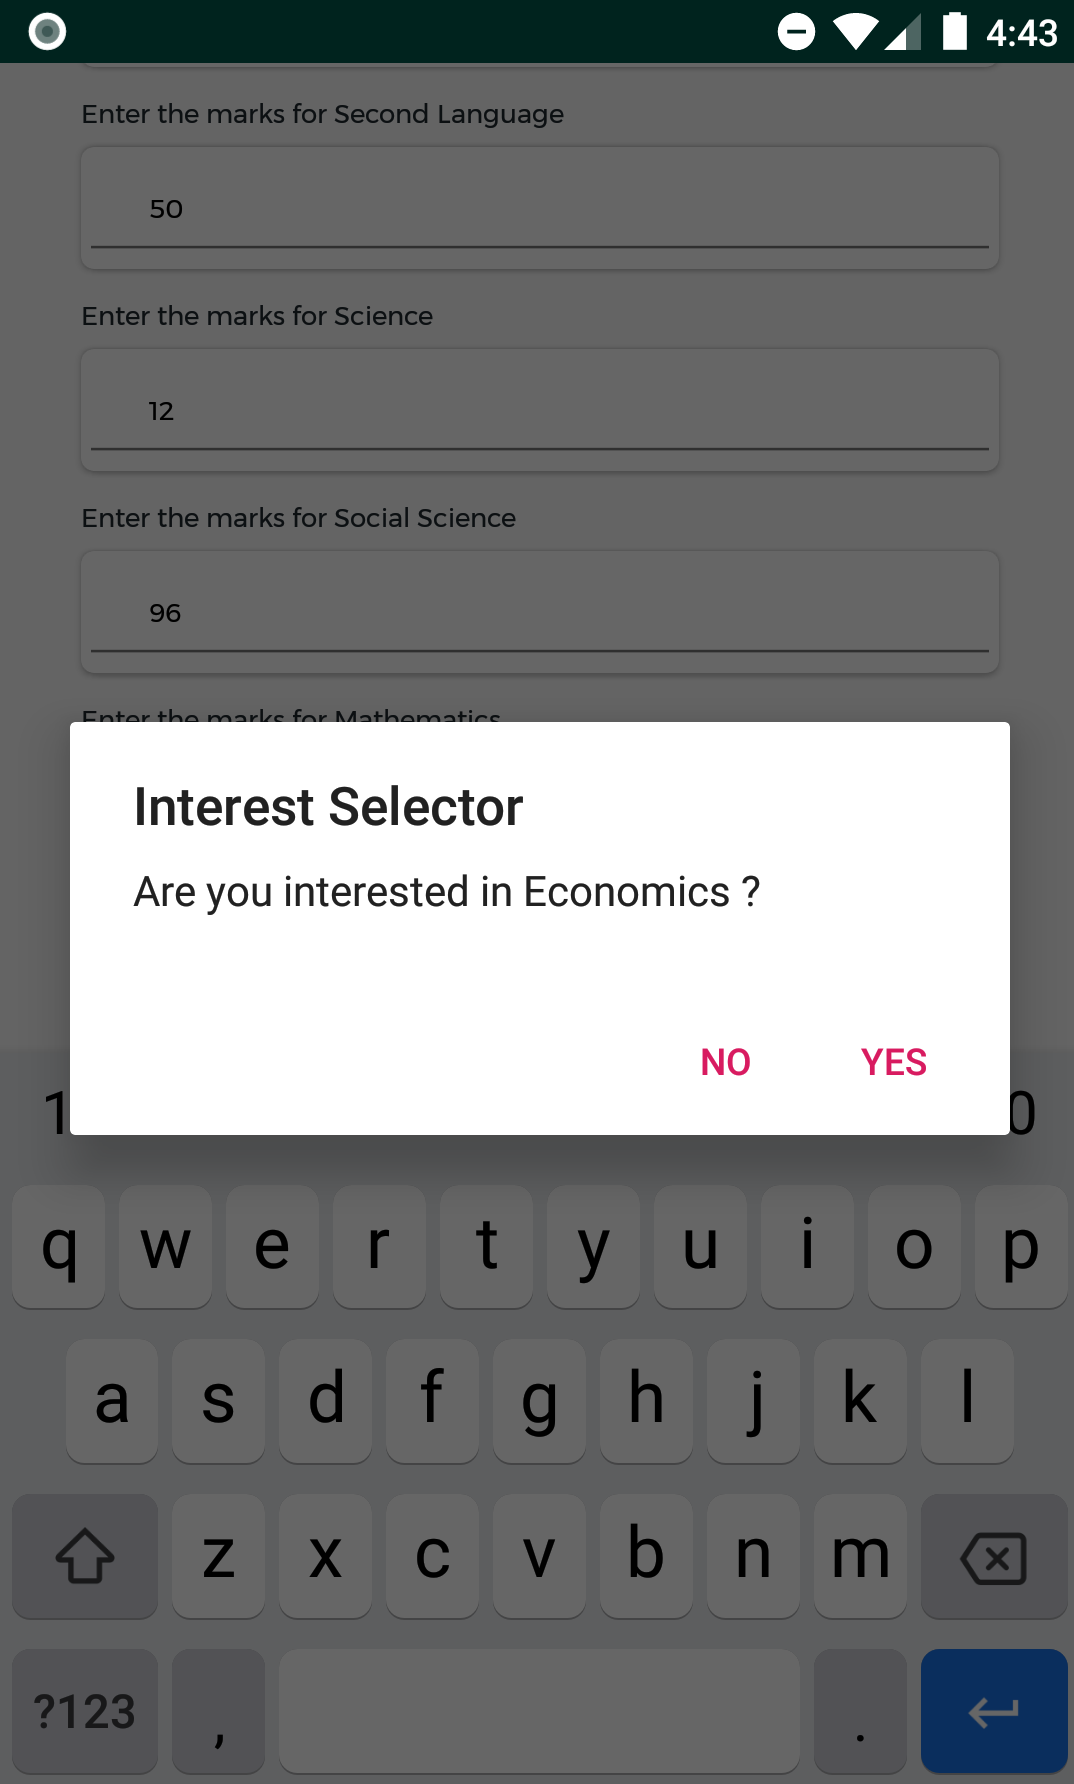 4:43
Enter the marks for Second Language
50
Enter the marks for Science
12
Enter the marks for Social Science
96
Enter the marks for Mathematics
Interest Selector
Are you interested in Economics ?
NO YES
1 0
q w e r t y u i o p
a s d f g h j k l
z x c v b n m
?123 , .